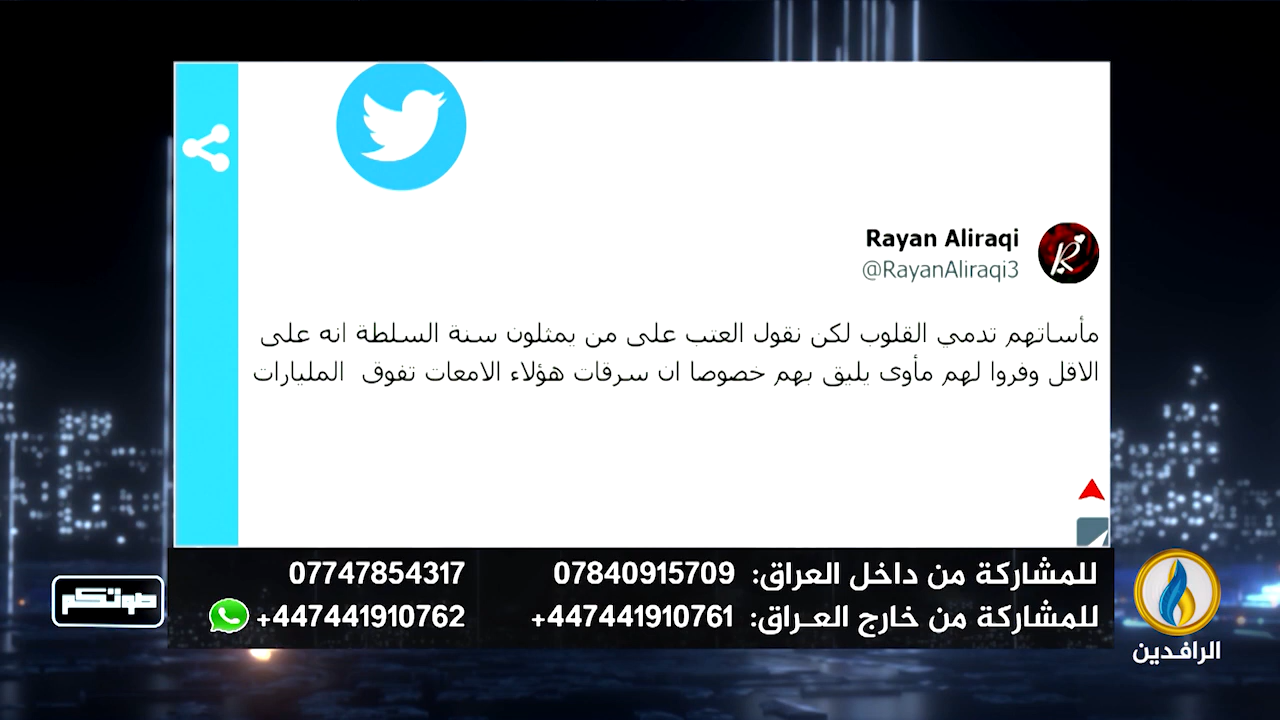 Rayan Aliraqi
@RayanAliraqi3
مأساتهم تدمي القلوب لكن نقول العتب على من يمثلون سنة السلطة انه على
الاقل وفروا لهم مأوى يليق بهم خصوصا ان سرقات هؤلاء الامعات تفوق المليارات
للمشاركة من داخل العراق: 07840915709 07747854317
للمشاركة من خارج العـراق: 447441910761+ 447441910762+
صوتكم
الرافدين